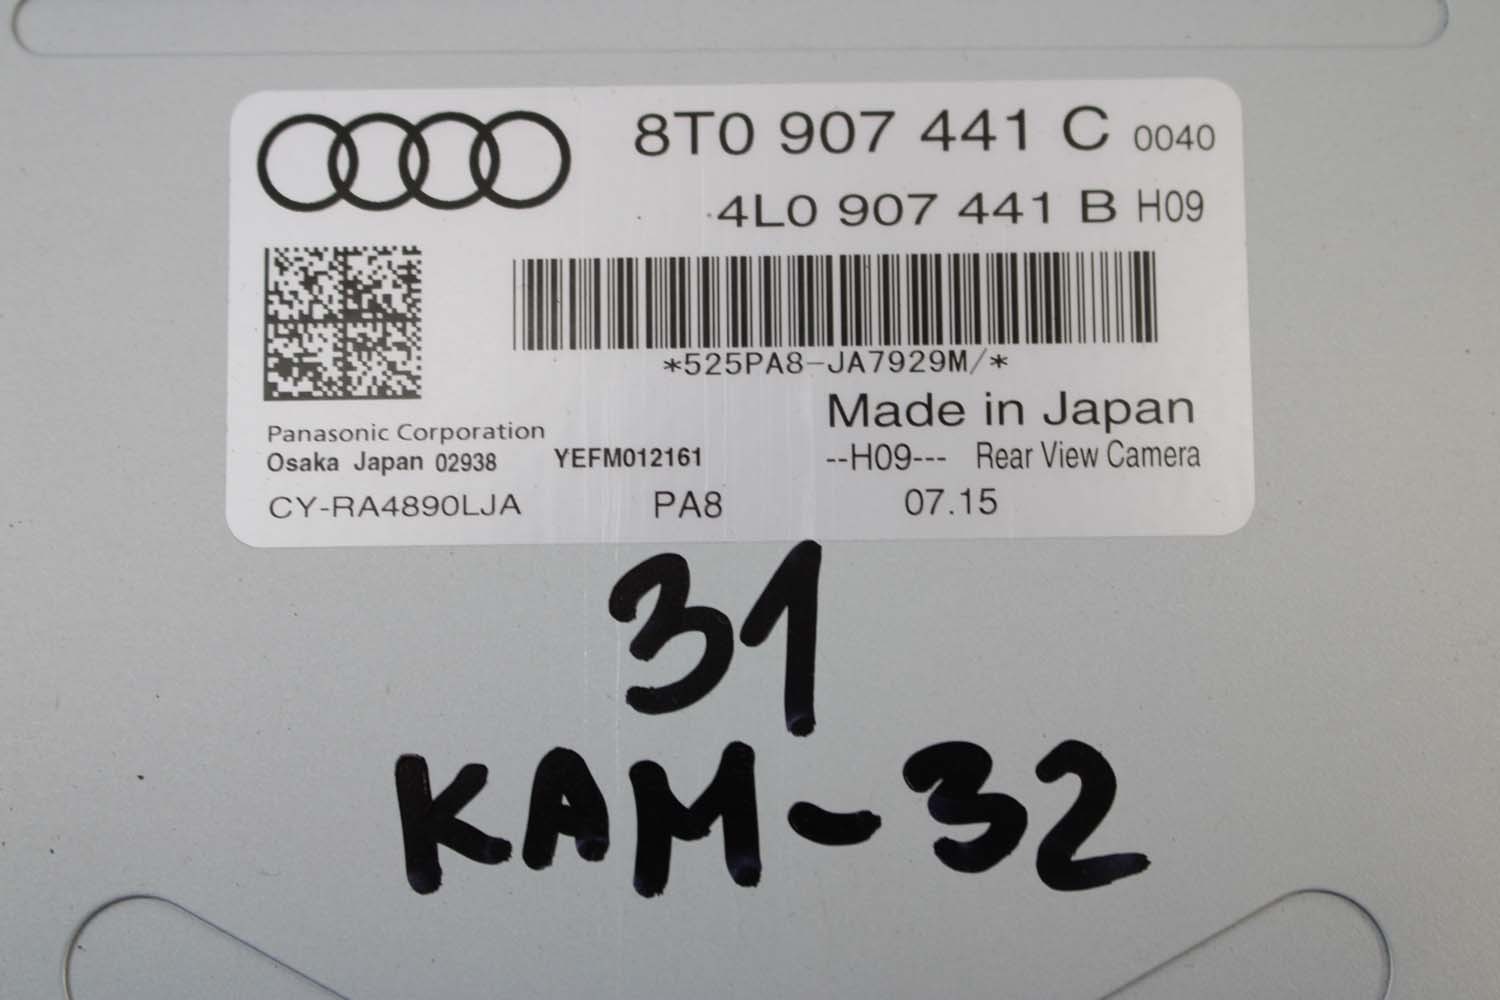 8T0 907 441 C 0040
4L0 907 441 B H09
*525PA8-JA7929M/*
Made in Japan
Panasonic Corporation
Osaka Japan 02938 YEFM012161 --H09--- Rear View Camera
CY-RA4890LJA PA8 07.15
31
KAM-32